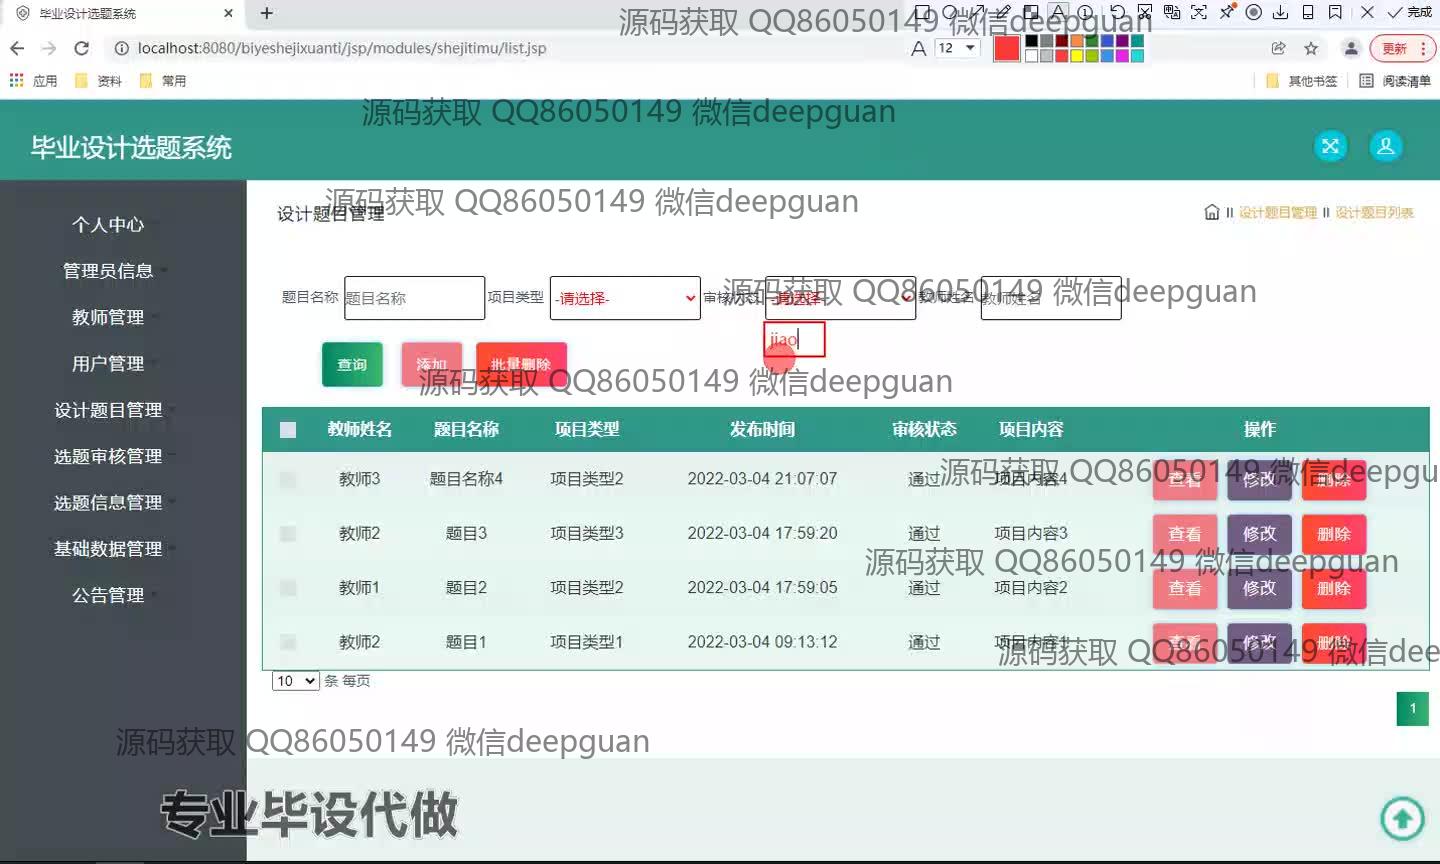 毕业设计选题系统
完成
源码获取 QQ86050149 微信deepguan
localhost:8080/biyeshejixuanti/jsp/modules/shejitimu/list.jsp
12
更新
应用 资料 常用
其他书签 阅读清单
源码获取 QQ86050149 微信deepguan
毕业设计选题系统
源码获取 QQ86050149 微信deepguan
个人中心
管理员信息
教师管理
用户管理
设计题目管理
选题审核管理
选题信息管理
基础数据管理
公告管理
设计题目管理
设计题目管理 设计题目列表
题目名称 题目名称 项目类型 -请选择- 审核状态 -请选择- 教师姓名 教师姓名
源码获取 QQ86050149 微信deepguan
jiao
查询 添加 批量删除
源码获取 QQ86050149 微信deepguan
教师姓名 题目名称 项目类型 发布时间 审核状态 项目内容 操作
教师3 题目名称4 项目类型2 2022-03-04 21:07:07 通过 项目内容4 查看 修改 删除
源码获取 QQ86050149 微信deepgu
教师2 题目3 项目类型3 2022-03-04 17:59:20 通过 项目内容3 查看 修改 删除
源码获取 QQ86050149 微信deepguan
教师1 题目2 项目类型2 2022-03-04 17:59:05 通过 项目内容2 查看 修改 删除
教师2 题目1 项目类型1 2022-03-04 09:13:12 通过 项目内容1 查看 修改 删除
源码获取 QQ86050149 微信dee
10 条 每页
1
源码获取 QQ86050149 微信deepguan
专业毕设代做